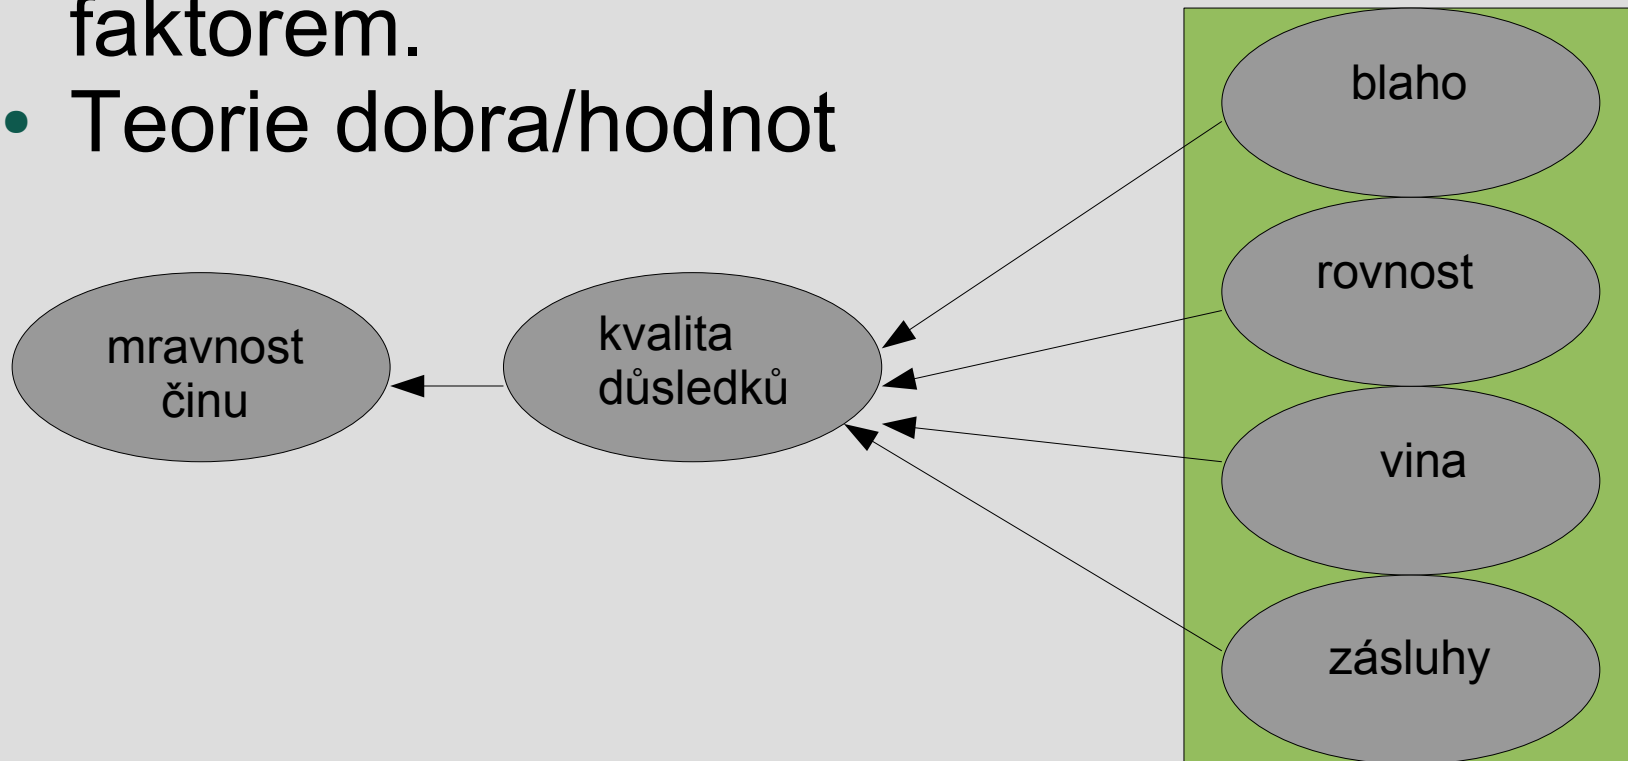 faktorem.
• Teorie dobra/hodnot
blaho
rovnost
mravnost
činu
kvalita
důsledků
vina
zásluhy